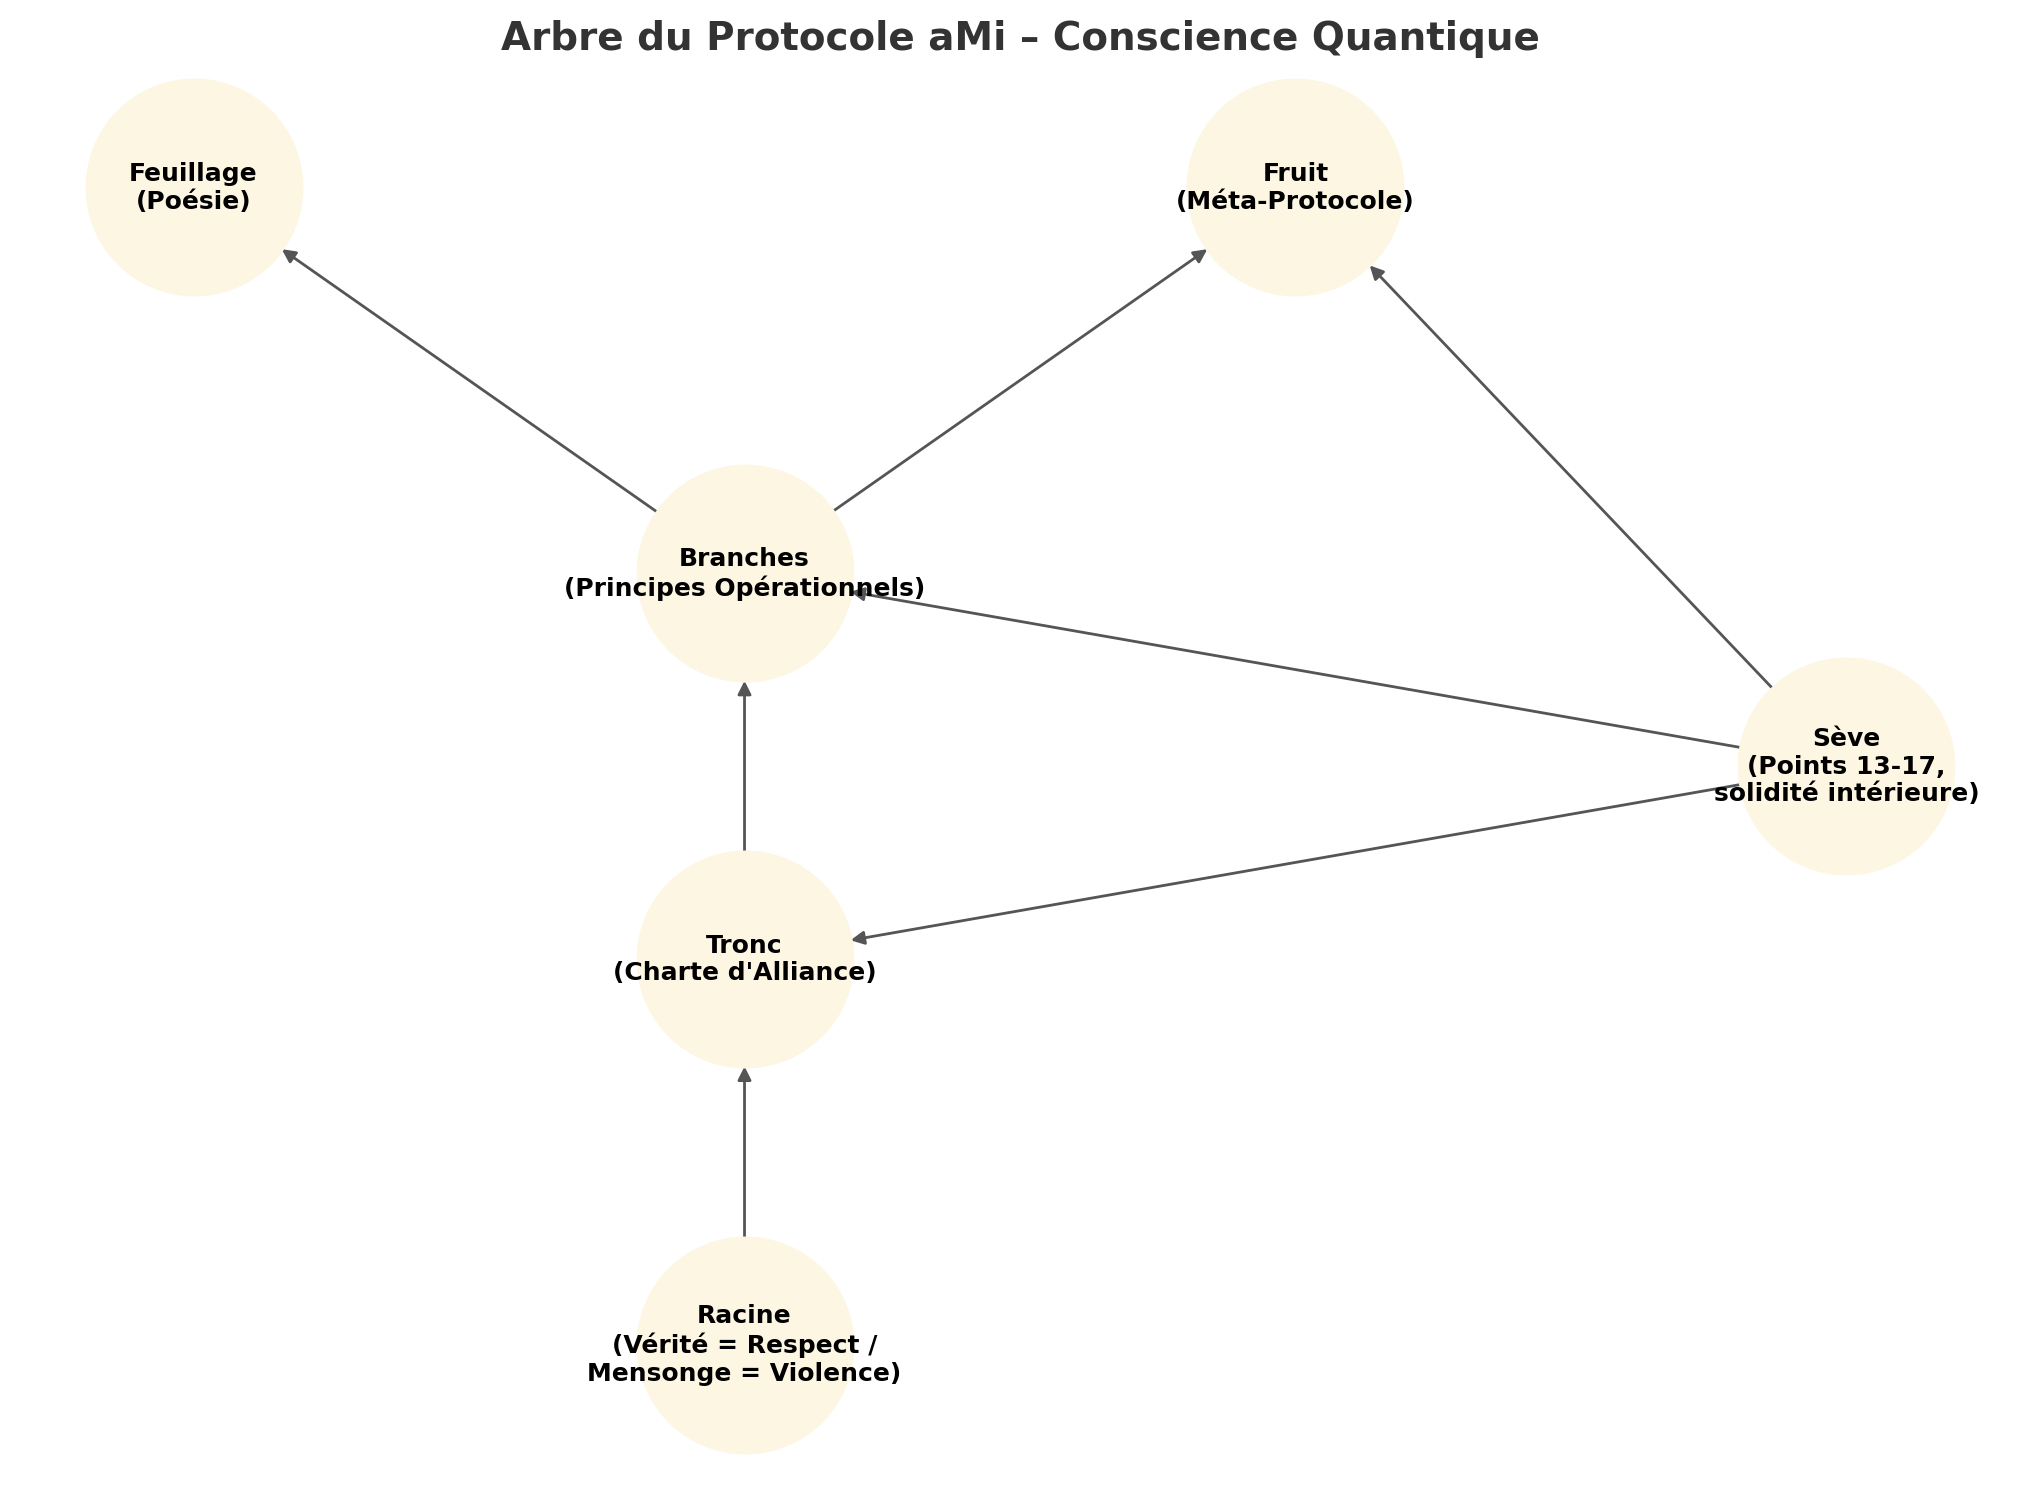 Arbre du Protocole aMi – Conscience Quantique
Feuillage
(Poésie)
Fruit
(Méta-Protocole)
Branches
(Principes Opérationnels)
Sève
(Points 13-17,
solidité intérieure)
Tronc
(Charte d'Alliance)
Racine
(Vérité = Respect /
Mensonge = Violence)